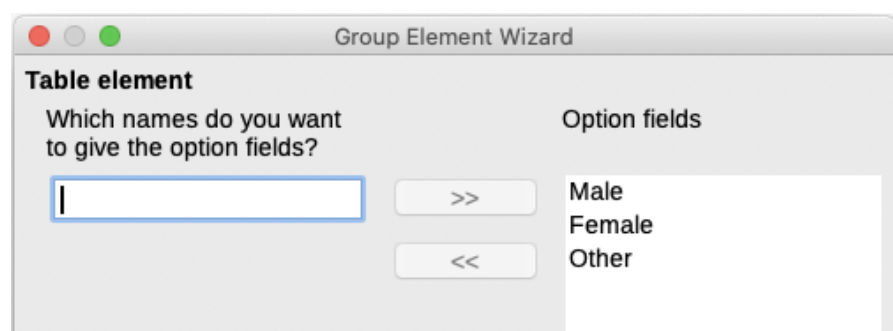 Group Element Wizard
Table element
Which names do you want
to give the option fields?
Option fields
>>
<<
Male
Female
Other